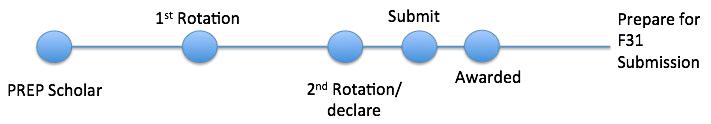 PREP Scholar
1st Rotation
2nd Rotation/
declare
Submit
Awarded
Prepare for
F31
Submission